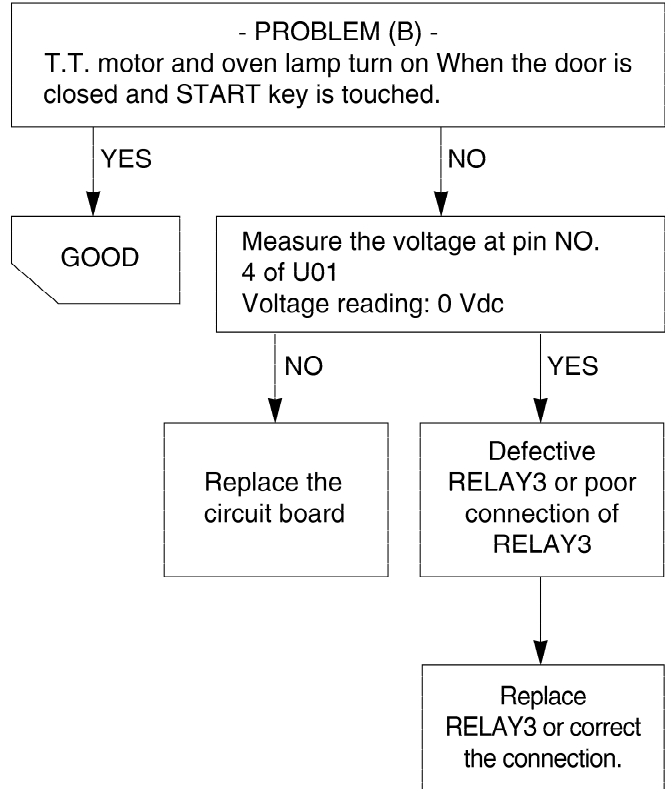 - PROBLEM (B) -
T.T. motor and oven lamp turn on When the door is
closed and START key is touched.
YES
NO
GOOD
Measure the voltage at pin NO.
4 of U01
Voltage reading: 0 Vdc
NO
YES
Replace the
circuit board
Defective
RELAY3 or poor
connection of
RELAY3
Replace
RELAY3 or correct
the connection.